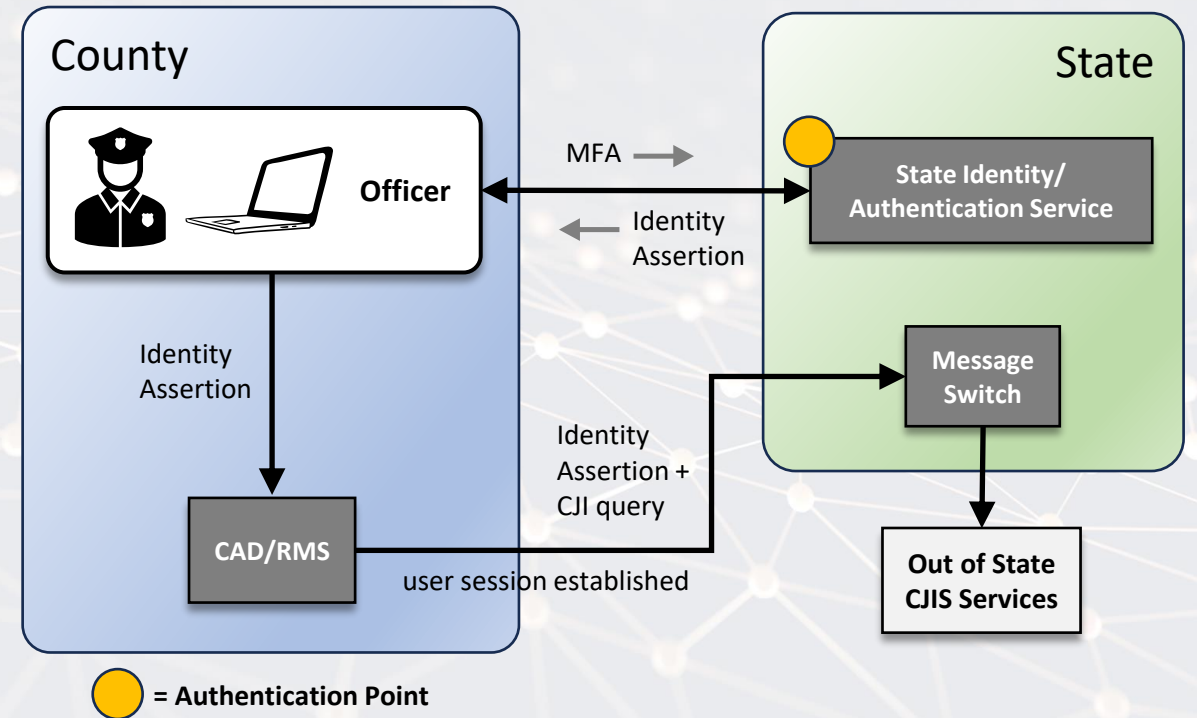 County
State
Officer
MFA
Identity
Assertion
State Identity/
Authentication Service
Identity
Assertion
Message
Switch
Identity
Assertion +
CJI query
CAD/RMS
user session established
Out of State
CJIS Services
= Authentication Point